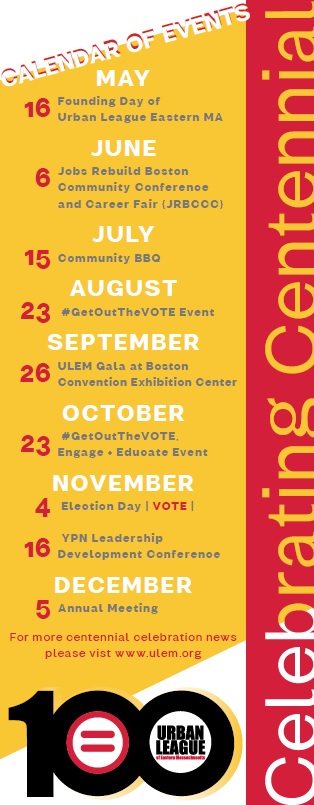 CALENDAR OF EVENTS
MAY
16 Founding Day of
Urban League Eastern MA
JUNE
6 Jobs Rebuild Boston
Community Conference
and Career Fair (JRBCCC)
JULY
15 Community BBQ
AUGUST
23 #GetOutTheVOTE Event
SEPTEMBER
26 ULEM Gala at Boston
Convention Exhibition Center
OCTOBER
23 #GetOutTheVOTE,
Engage + Educate Event
NOVEMBER
4 Election Day | VOTE |
16 YPN Leadership
Development Conference
DECEMBER
5 Annual Meeting
For more centennial celebration news
please vist www.ulem.org
100
URBAN
LEAGUE
of Eastern Massachusetts
Celebrating Centennial